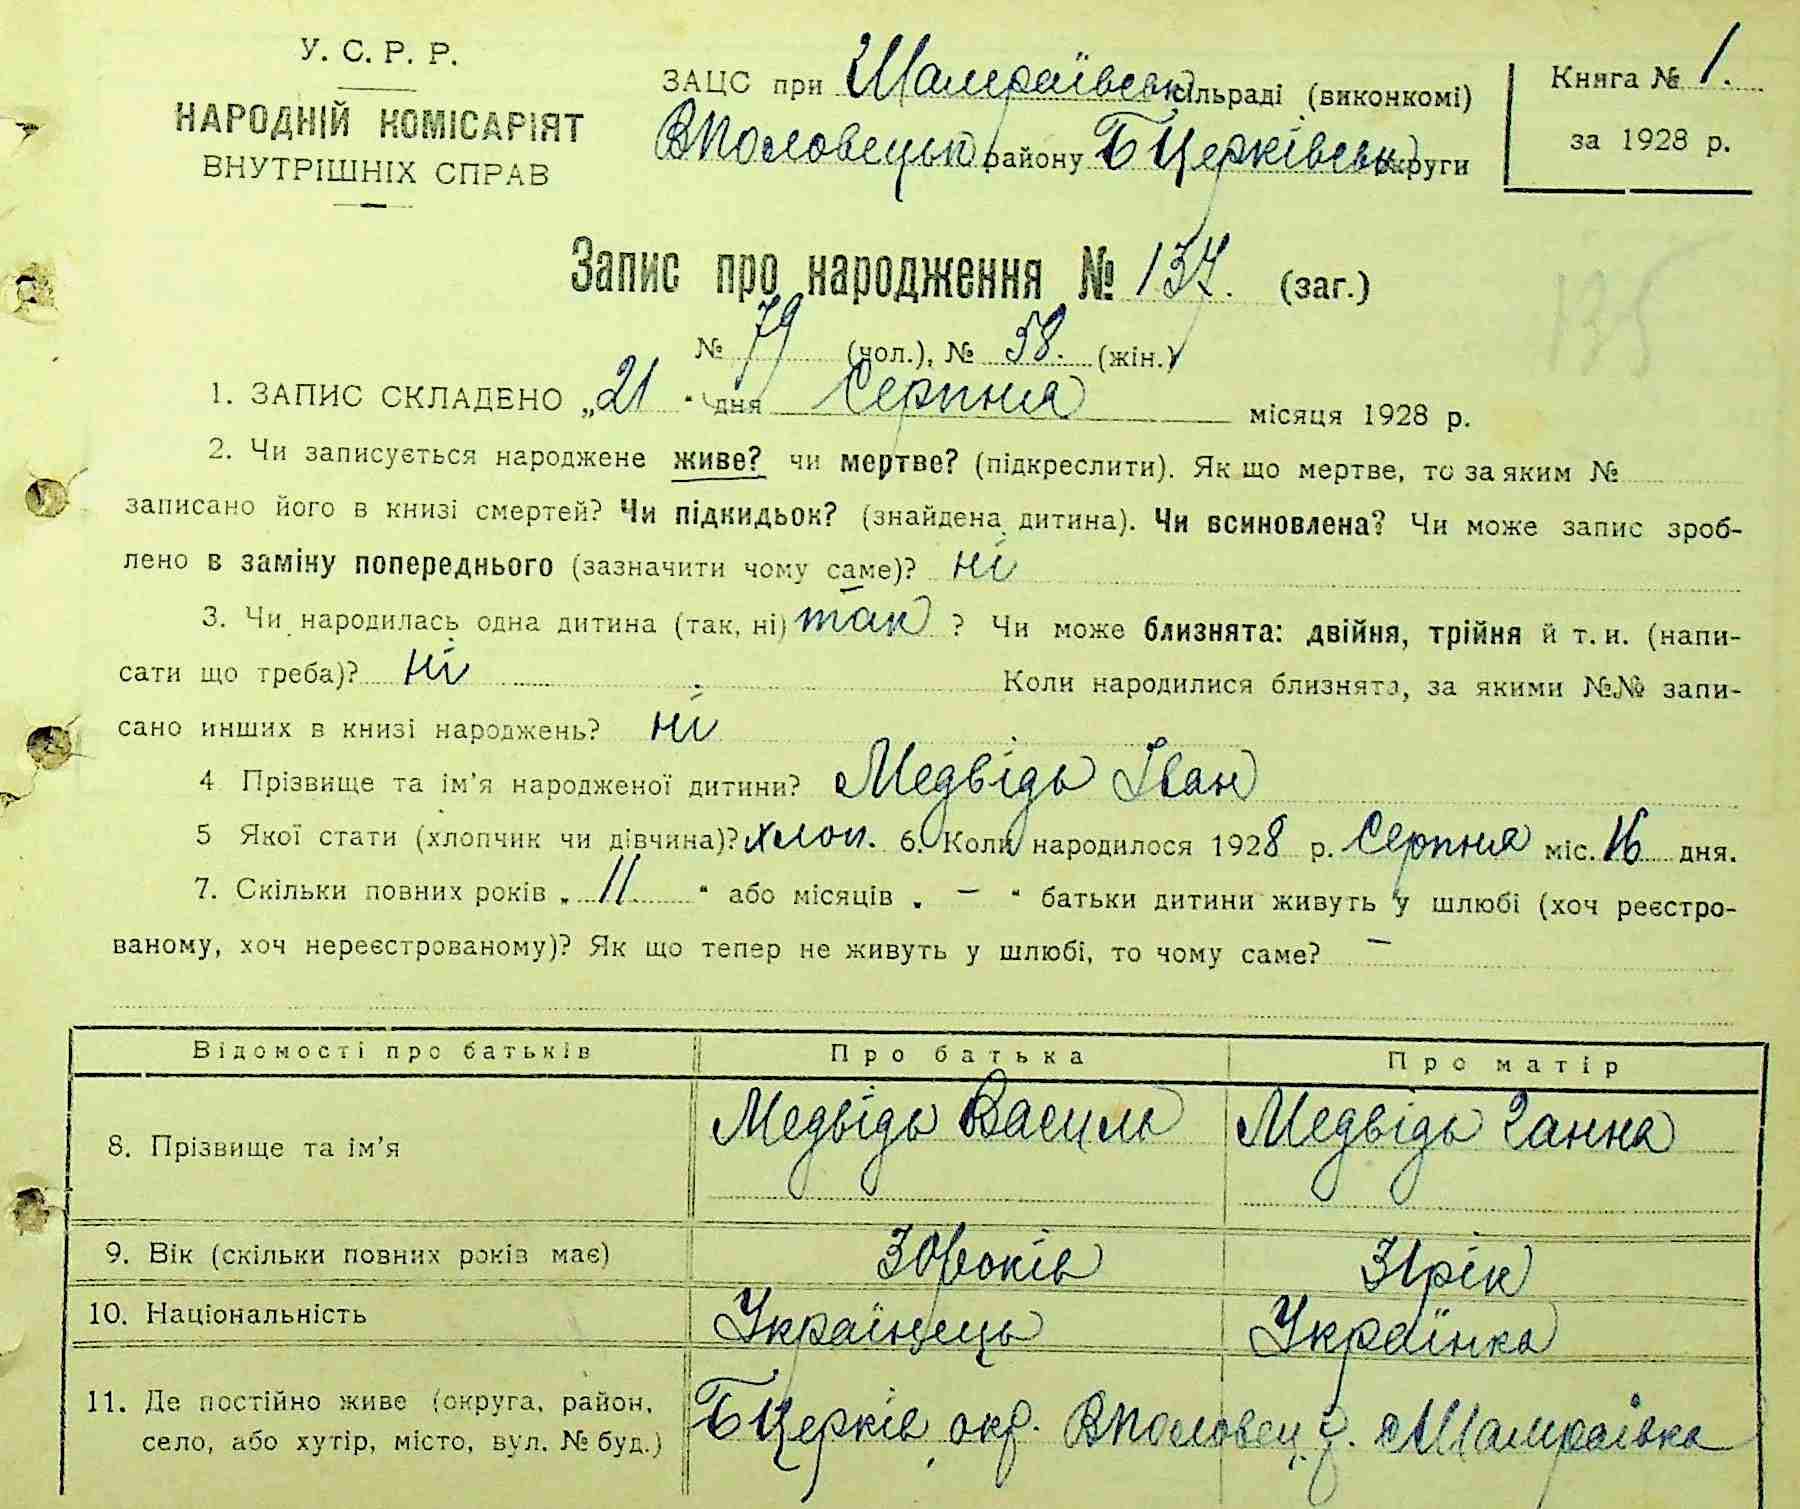 У. С. Р. Р.
НАРОДНІЙ КОМІСАРІЯТ
ВНУТРІШНІХ СПРАВ
ЗАЦС при Шамраївськ сільраді (виконкомі)
ВПоловецьк району БЦерківськ округи
Книга № 1.
за 1928 р.
Запис про народження № 137. (заг.)
135
№ 79 (чол.), № 58. (жін.)
1. ЗАПИС СКЛАДЕНО „21 “ дня Серпня місяця 1928 р.
2. Чи записується народжене живе? чи мертве? (підкреслити). Як що мертве, то за яким №
записано його в книзі смертей? Чи підкидьок? (знайдена дитина). Чи всиновлена? Чи може запис зроб-
лено в заміну попереднього (зазначити чому саме)? ні
3. Чи народилась одна дитина (так, ні) так ? Чи може близнята: двійня, трійня й т. и. (напи-
сати що треба)? ні Коли народилися близнята, за якими №№ запи-
сано инших в книзі народжень? ні
4 Прізвище та ім’я народженої дитини? Медвідь Іван
5 Якої стати (хлопчик чи дівчина)? хлоп. 6. Коли народилося 1928 р. Серпня міс. 16 дня.
7. Скільки повних років „ 11 “ або місяців „ — “ батьки дитини живуть у шлюбі (хоч реєстро-
ваному, хоч нереєстрованому)? Як що тепер не живуть у шлюбі, то чому саме? —
Відомості про батьків Про батька Про матір
8. Прізвище та ім’я Медвідь Василь Медвідь Ганна
9. Вік (скільки повних років має) 30 років 31 рік
10. Національність Українець Українка
11. Де постійно живе (округа, район,
село, або хутір, місто, вул. № буд.) БЦерків окр. ВПоловец р. с Шамраївка